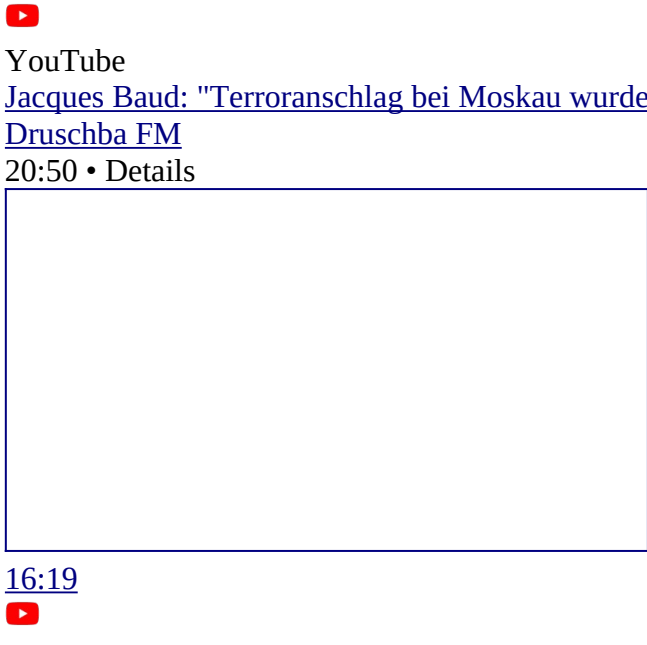 YouTube
Jacques Baud: "Terroranschlag bei Moskau wurde
Druschba FM
20:50 • Details
16:19